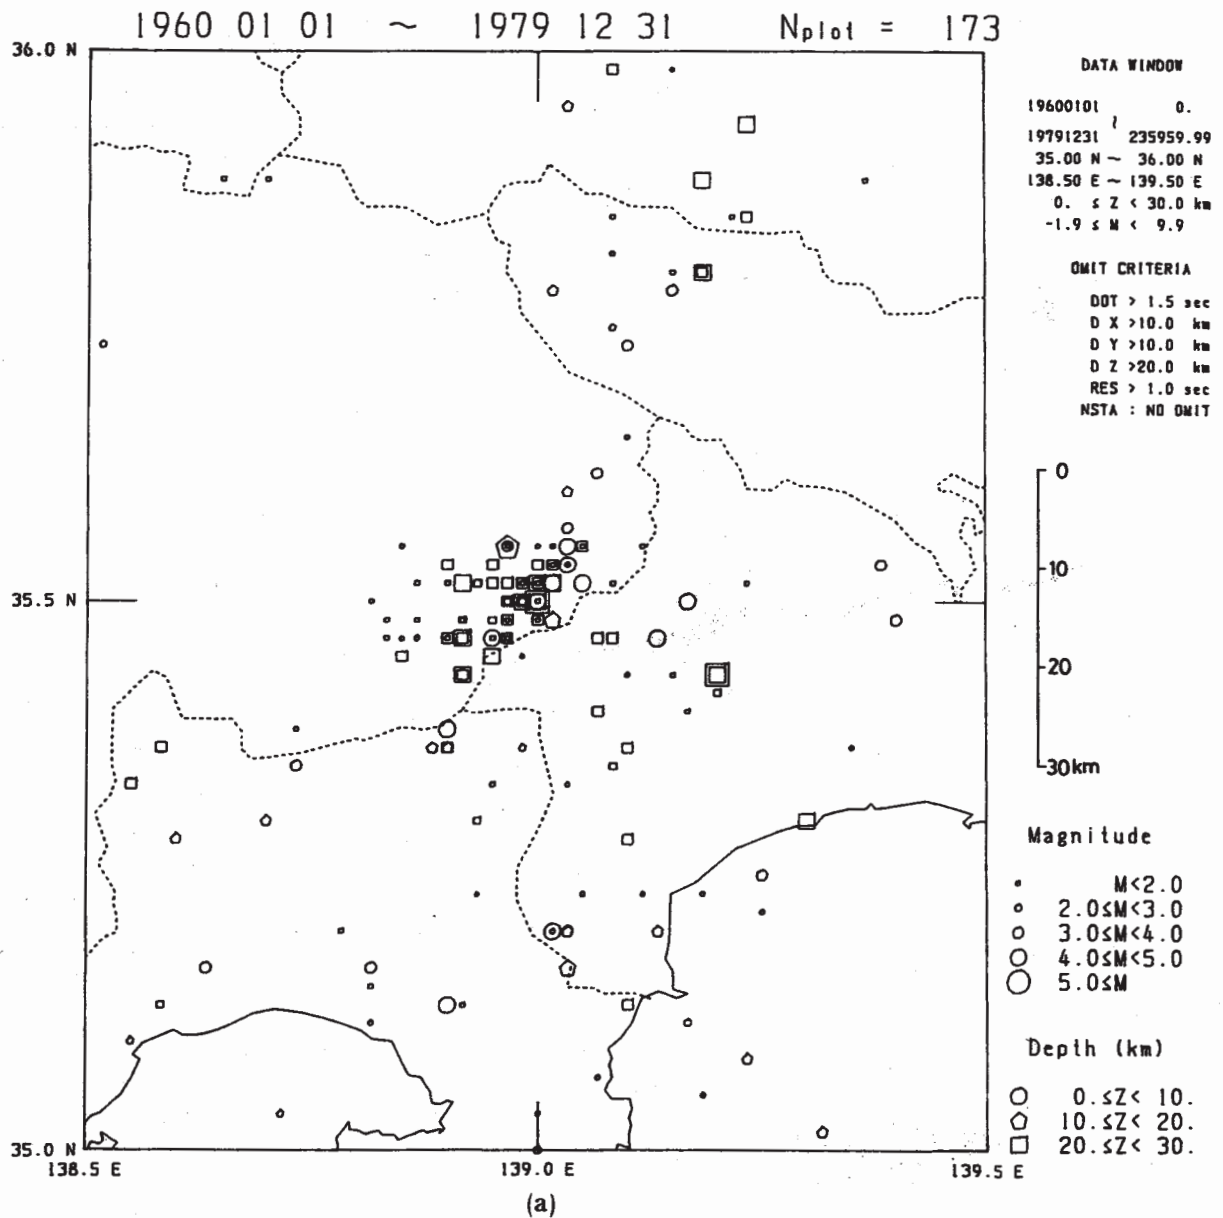 1960 01 01 ~ 1979 12 31 Nplot = 173
36.0 N
35.5 N
35.0 N
138.5 E
139.0 E
139.5 E
(a)
DATA WINDOW
19600101 0.
~
19791231 235959.99
35.00 N ~ 36.00 N
138.50 E ~ 139.50 E
0. ≤ Z < 30.0 km
-1.9 ≤ M < 9.9
OMIT CRITERIA
DOT > 1.5 sec
D X >10.0 km
D Y >10.0 km
D Z >20.0 km
RES > 1.0 sec
NSTA : NO OMIT
0
10
20
30km
Magnitude
M<2.0
2.0≤M<3.0
3.0≤M<4.0
4.0≤M<5.0
5.0≤M
Depth (km)
0.≤Z< 10.
10.≤Z< 20.
20.≤Z< 30.